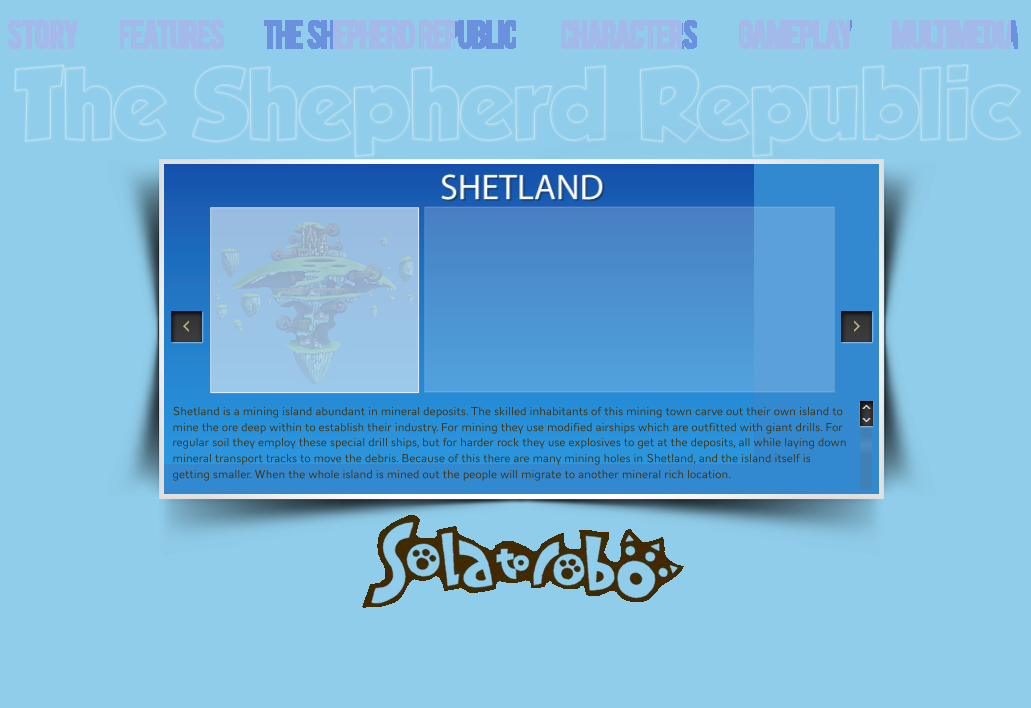 STORY FEATURES THE SHEPHERD REPUBLIC CHARACTERS GAMEPLAY MULTIMEDIA
The Shepherd Republic
SHETLAND
Shetland is a mining island abundant in mineral deposits. The skilled inhabitants of this mining town carve out their own island to
mine the ore deep within to establish their industry. For mining they use modified airships which are outfitted with giant drills. For
regular soil they employ these special drill ships, but for harder rock they use explosives to get at the deposits, all while laying down
mineral transport tracks to move the debris. Because of this there are many mining holes in Shetland, and the island itself is
getting smaller. When the whole island is mined out the people will migrate to another mineral rich location.
Solatorobo